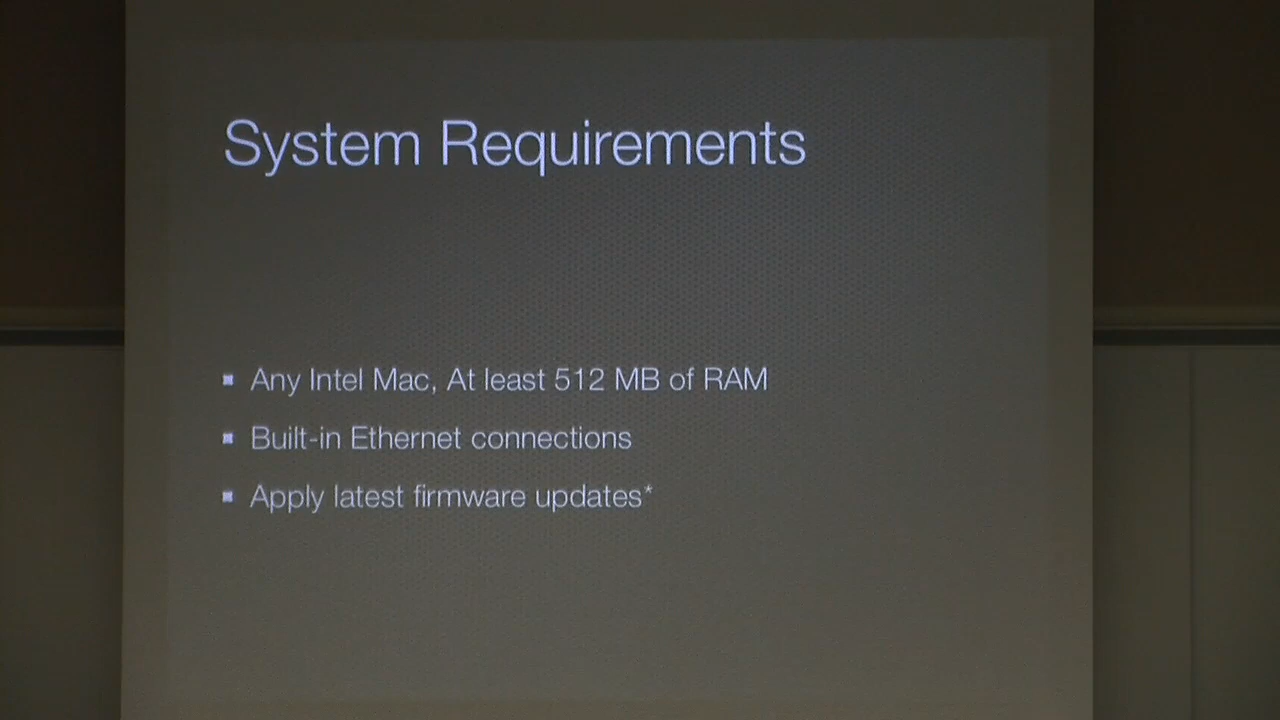 System Requirements
▪ Any Intel Mac, At least 512 MB of RAM
▪ Built-in Ethernet connections
▪ Apply latest firmware updates*